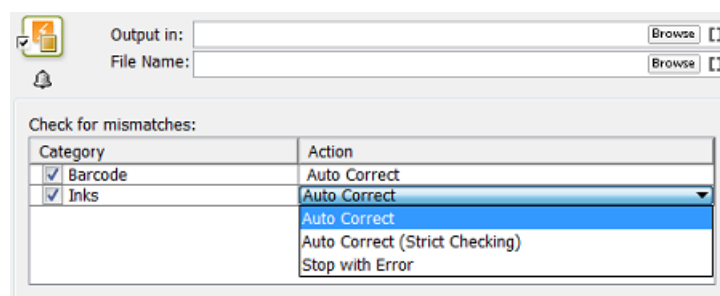 Output in: Browse []
File Name: Browse []
Check for mismatches:
Category Action
Barcode Auto Correct
Inks Auto Correct
Auto Correct
Auto Correct (Strict Checking)
Stop with Error